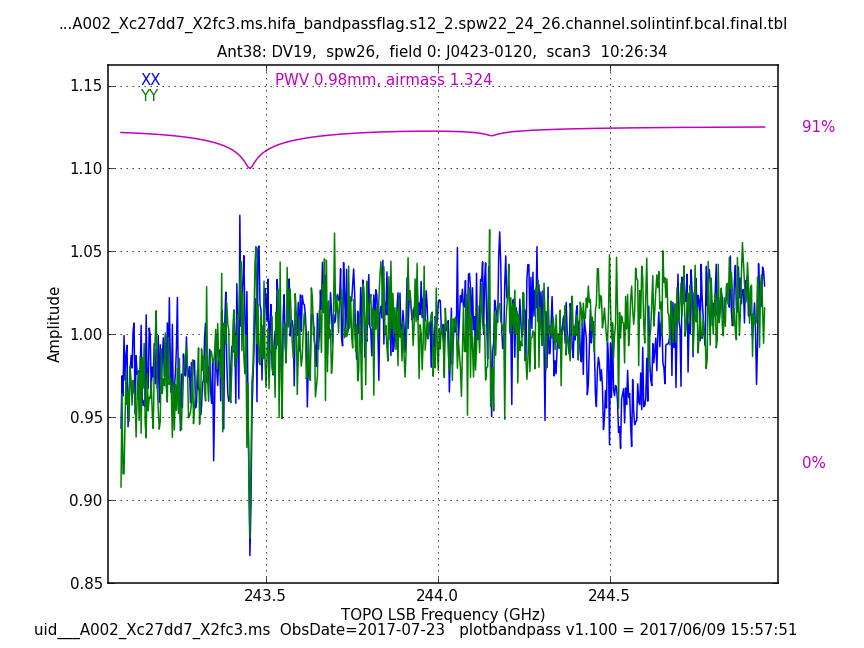 ...A002_Xc27dd7_X2fc3.ms.hifa_bandpassflag.s12_2.spw22_24_26.channel.solintinf.bcal.final.tbl
Ant38: DV19,  spw26,  field 0: J0423-0120,  scan3  10:26:34
XX PWV 0.98mm, airmass 1.324
YY
1.15
1.10
1.05
1.00
0.95
0.90
0.85
Amplitude
91%
0%
243.5 244.0 244.5
TOPO LSB Frequency (GHz)
uid___A002_Xc27dd7_X2fc3.ms  ObsDate=2017-07-23   plotbandpass v1.100 = 2017/06/09 15:57:51